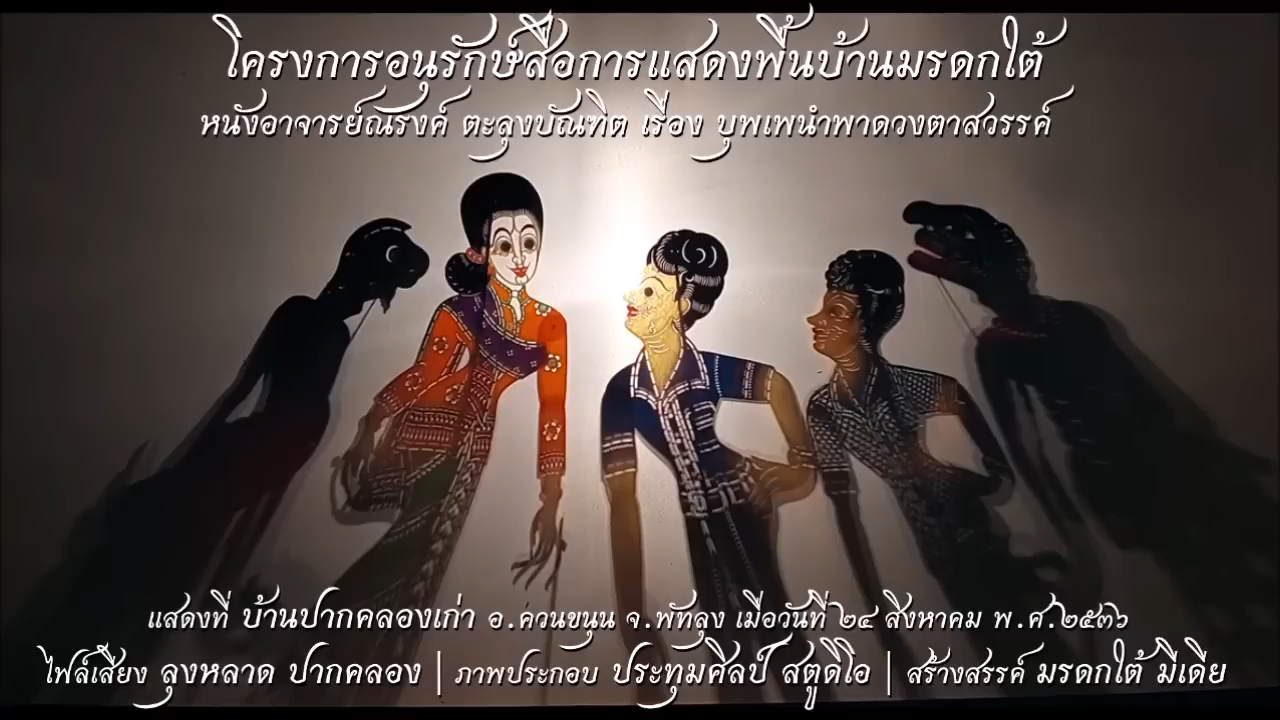 โครงการอนุรักษ์สื่อการแสดงพื้นบ้านมรดกใต้
หนังอาจารย์ณรงค์ ตะลุงบัณฑิต เรื่อง บุพเพนำพาดวงตาสวรรค์
แสดงที่ บ้านปากคลองเก่า อ.ควนขนุน จ.พัทลุง เมื่อวันที่ ๒๔ สิงหาคม พ.ศ.๒๕๓๖
ไฟล์เสียง ลุงหลาด ปากคลอง | ภาพประกอบ ประทุมศิลป์ สตูดิโอ | สร้างสรรค์ มรดกใต้ มีเดีย